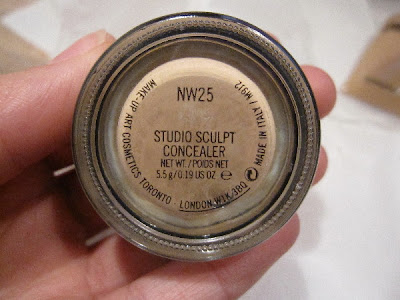 NW25
STUDIO SCULPT
CONCEALER
NET WT / POIDS NET
5.5 g/0.19 US OZ e
MAKE-UP ART COSMETICS TORONTO · LONDON W1K/3BQ
MADE IN ITALY / M912